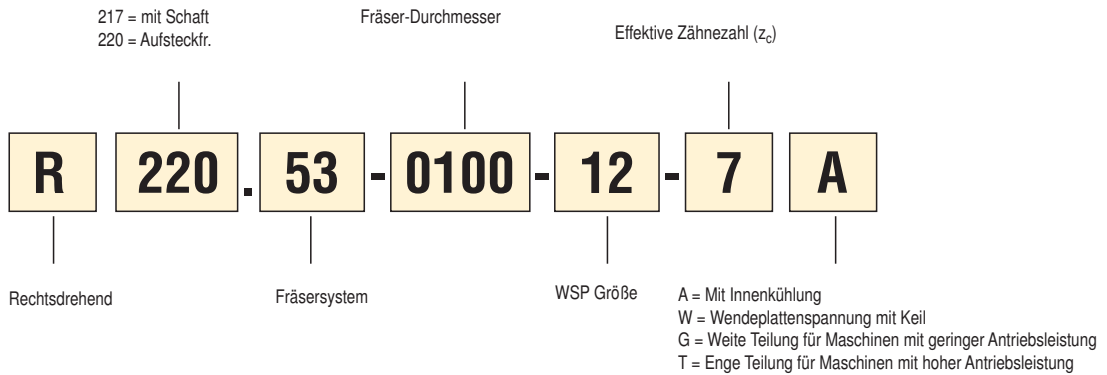 217 = mit Schaft
220 = Aufsteckfr.
Fräser-Durchmesser
Effektive Zähnezahl (zc)
R 220.53-0100-12-7 A
Rechtsdrehend
Fräsersystem
WSP Größe
A = Mit Innenkühlung
W = Wendeplattenspannung mit Keil
G = Weite Teilung für Maschinen mit geringer Antriebsleistung
T = Enge Teilung für Maschinen mit hoher Antriebsleistung